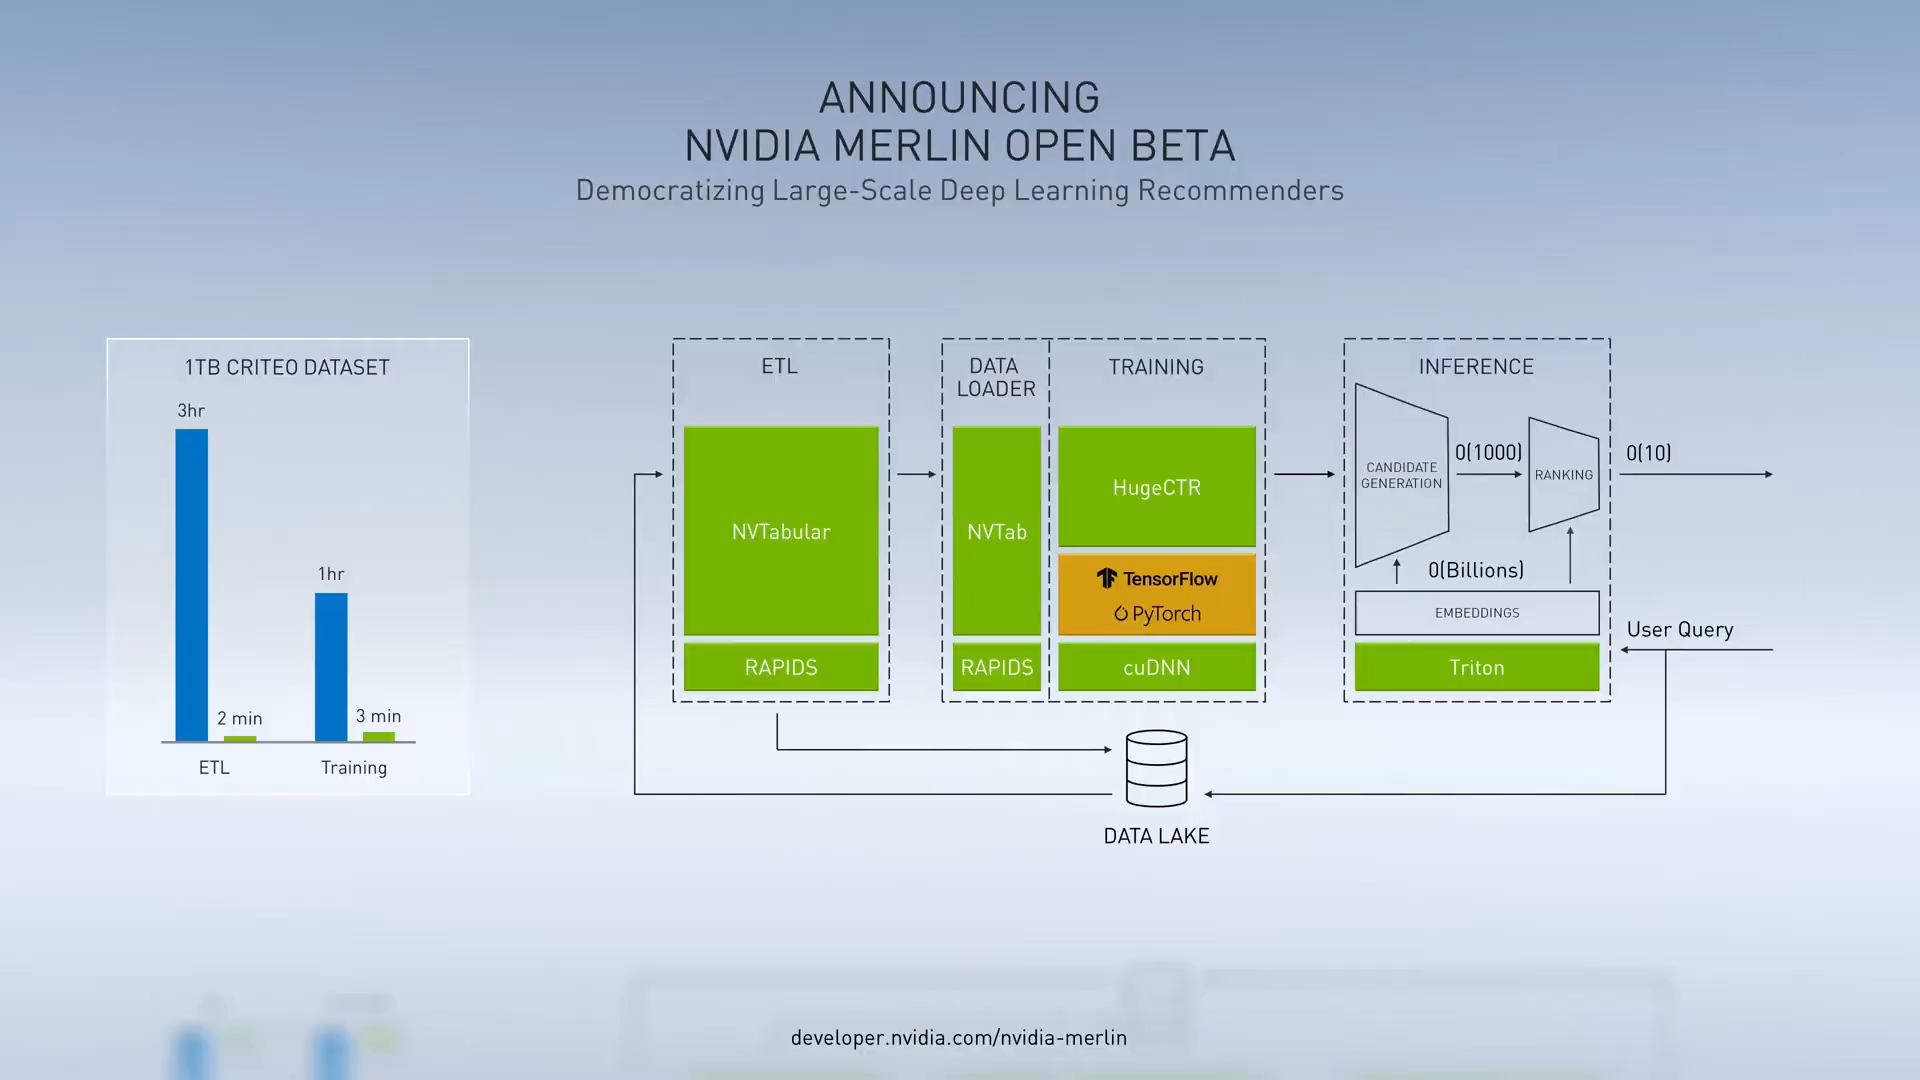 ANNOUNCING
NVIDIA MERLIN OPEN BETA
Democratizing Large-Scale Deep Learning Recommenders
1TB CRITEO DATASET
3hr
1hr
2 min
3 min
ETL
Training
ETL
NVTabular
RAPIDS
DATA
LOADER
NVTab
RAPIDS
TRAINING
HugeCTR
TensorFlow
PyTorch
cuDNN
INFERENCE
CANDIDATE
GENERATION
O(1000)
RANKING
O(10)
O(Billions)
EMBEDDINGS
Triton
User Query
DATA LAKE
developer.nvidia.com/nvidia-merlin